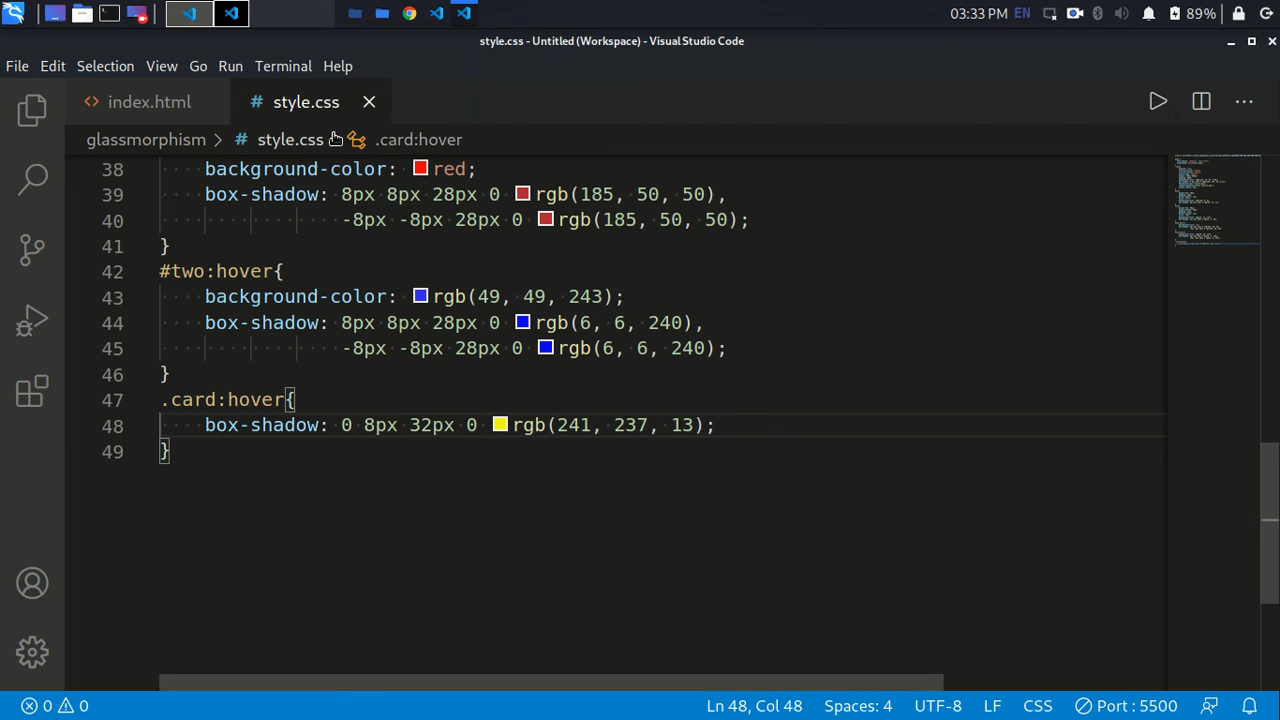 03:33 PM EN 89%
style.css - Untitled (Workspace) - Visual Studio Code
File Edit Selection View Go Run Terminal Help
<> index.html # style.css
glassmorphism > # style.css .card:hover
38 background-color: red;
39 box-shadow: 8px 8px 28px 0 rgb(185, 50, 50),
40 -8px -8px 28px 0 rgb(185, 50, 50);
41 }
42 #two:hover{
43 background-color: rgb(49, 49, 243);
44 box-shadow: 8px 8px 28px 0 rgb(6, 6, 240),
45 -8px -8px 28px 0 rgb(6, 6, 240);
46 }
47 .card:hover{
48 box-shadow: 0 8px 32px 0 rgb(241, 237, 13);
49 }
0 0 Ln 48, Col 48 Spaces: 4 UTF-8 LF CSS Port : 5500